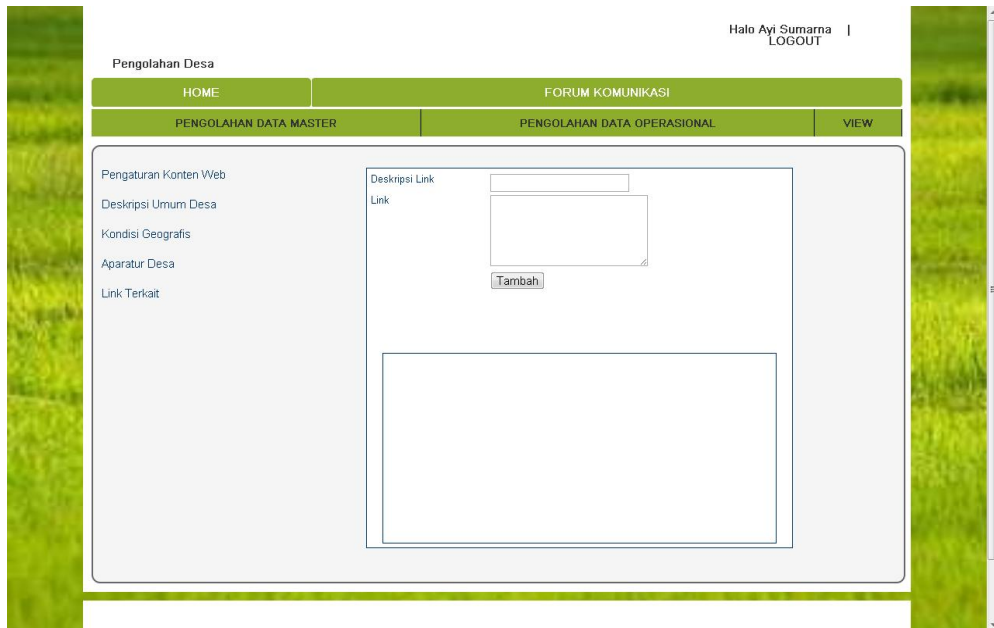 Halo Ayi Sumarna |
LOGOUT
Pengolahan Desa
HOME
FORUM KOMUNIKASI
PENGOLAHAN DATA MASTER
PENGOLAHAN DATA OPERASIONAL
VIEW
Pengaturan Konten Web
Deskripsi Umum Desa
Kondisi Geografis
Aparatur Desa
Link Terkait
Deskripsi Link
Link
Tambah